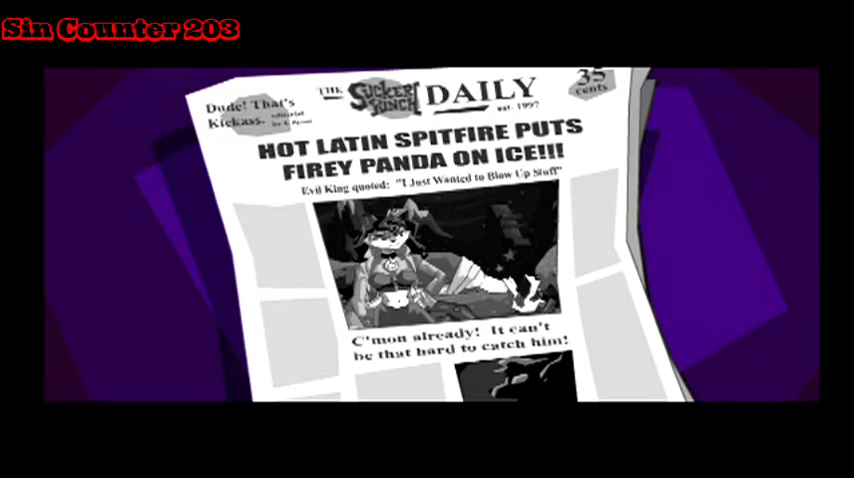 Sin Counter 203
THE SUCKER PUNCH DAILY
est. 1997
35 cents
Dude! That's
Kickass.
HOT LATIN SPITFIRE PUTS
FIREY PANDA ON ICE!!!
Evil King quoted: "I Just Wanted to Blow Up Stuff"
C'mon already! It can't
be that hard to catch him!